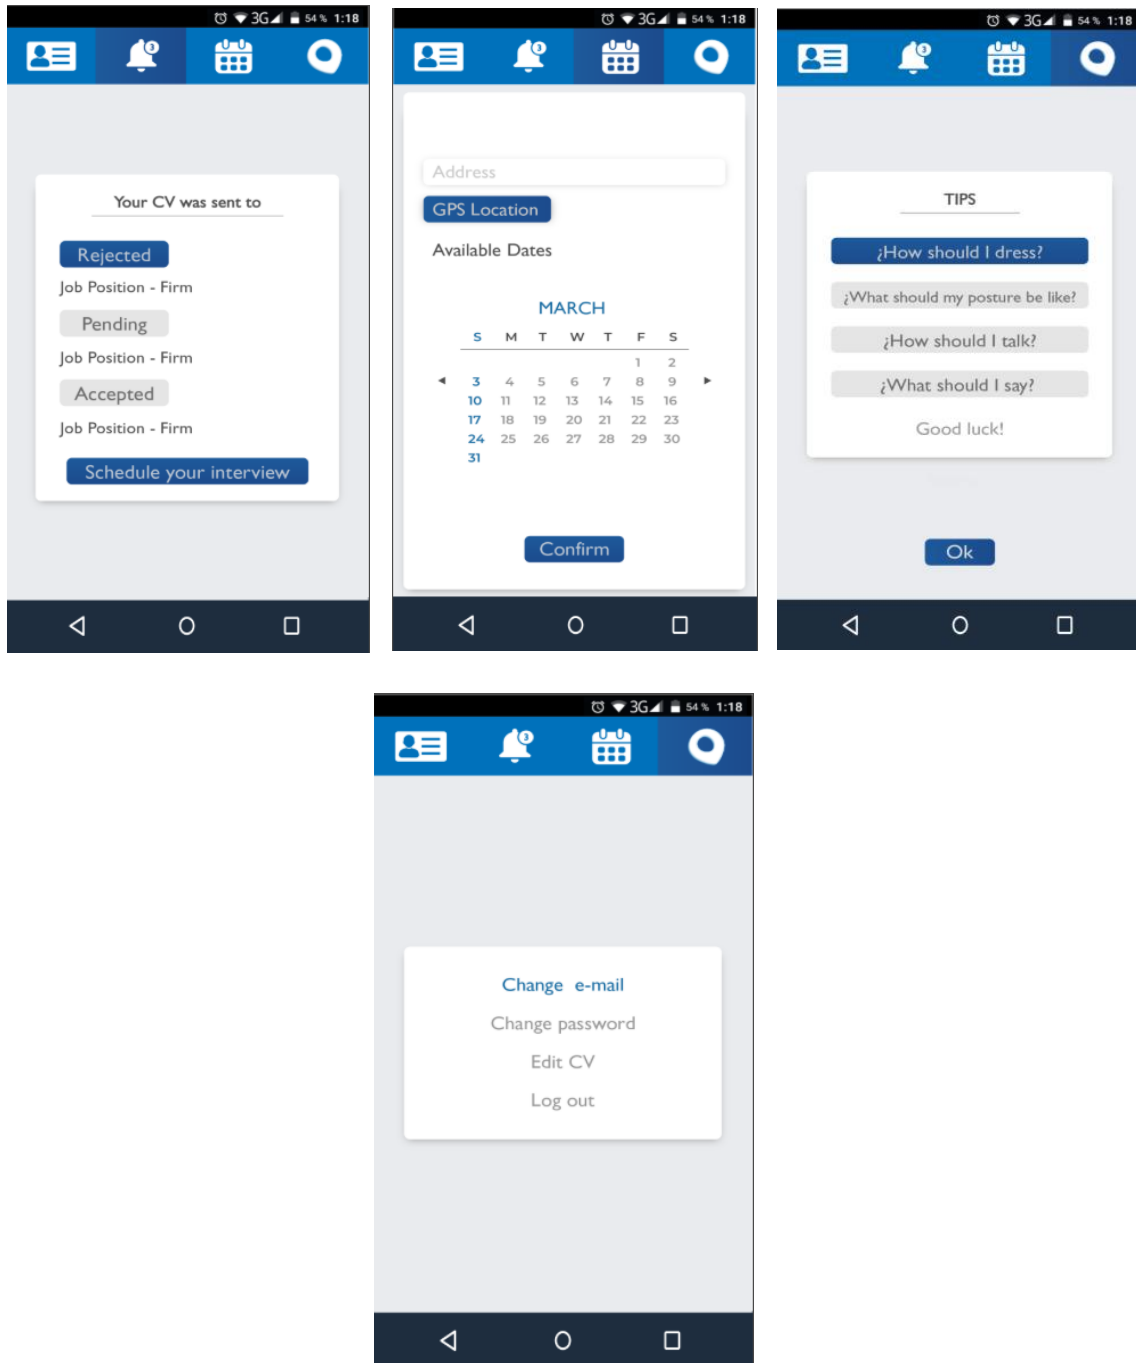 3G 54 % 1:18
3
Your CV was sent to
Rejected
Job Position - Firm
Pending
Job Position - Firm
Accepted
Job Position - Firm
Schedule your interview
3G 54 % 1:18
3
Address
GPS Location
Available Dates
MARCH
S M T W T F S
1 2
3 4 5 6 7 8 9
10 11 12 13 14 15 16
17 18 19 20 21 22 23
24 25 26 27 28 29 30
31
Confirm
3G 54 % 1:18
3
TIPS
¿How should I dress?
¿What should my posture be like?
¿How should I talk?
¿What should I say?
Good luck!
Ok
3G 54 % 1:18
3
Change e-mail
Change password
Edit CV
Log out